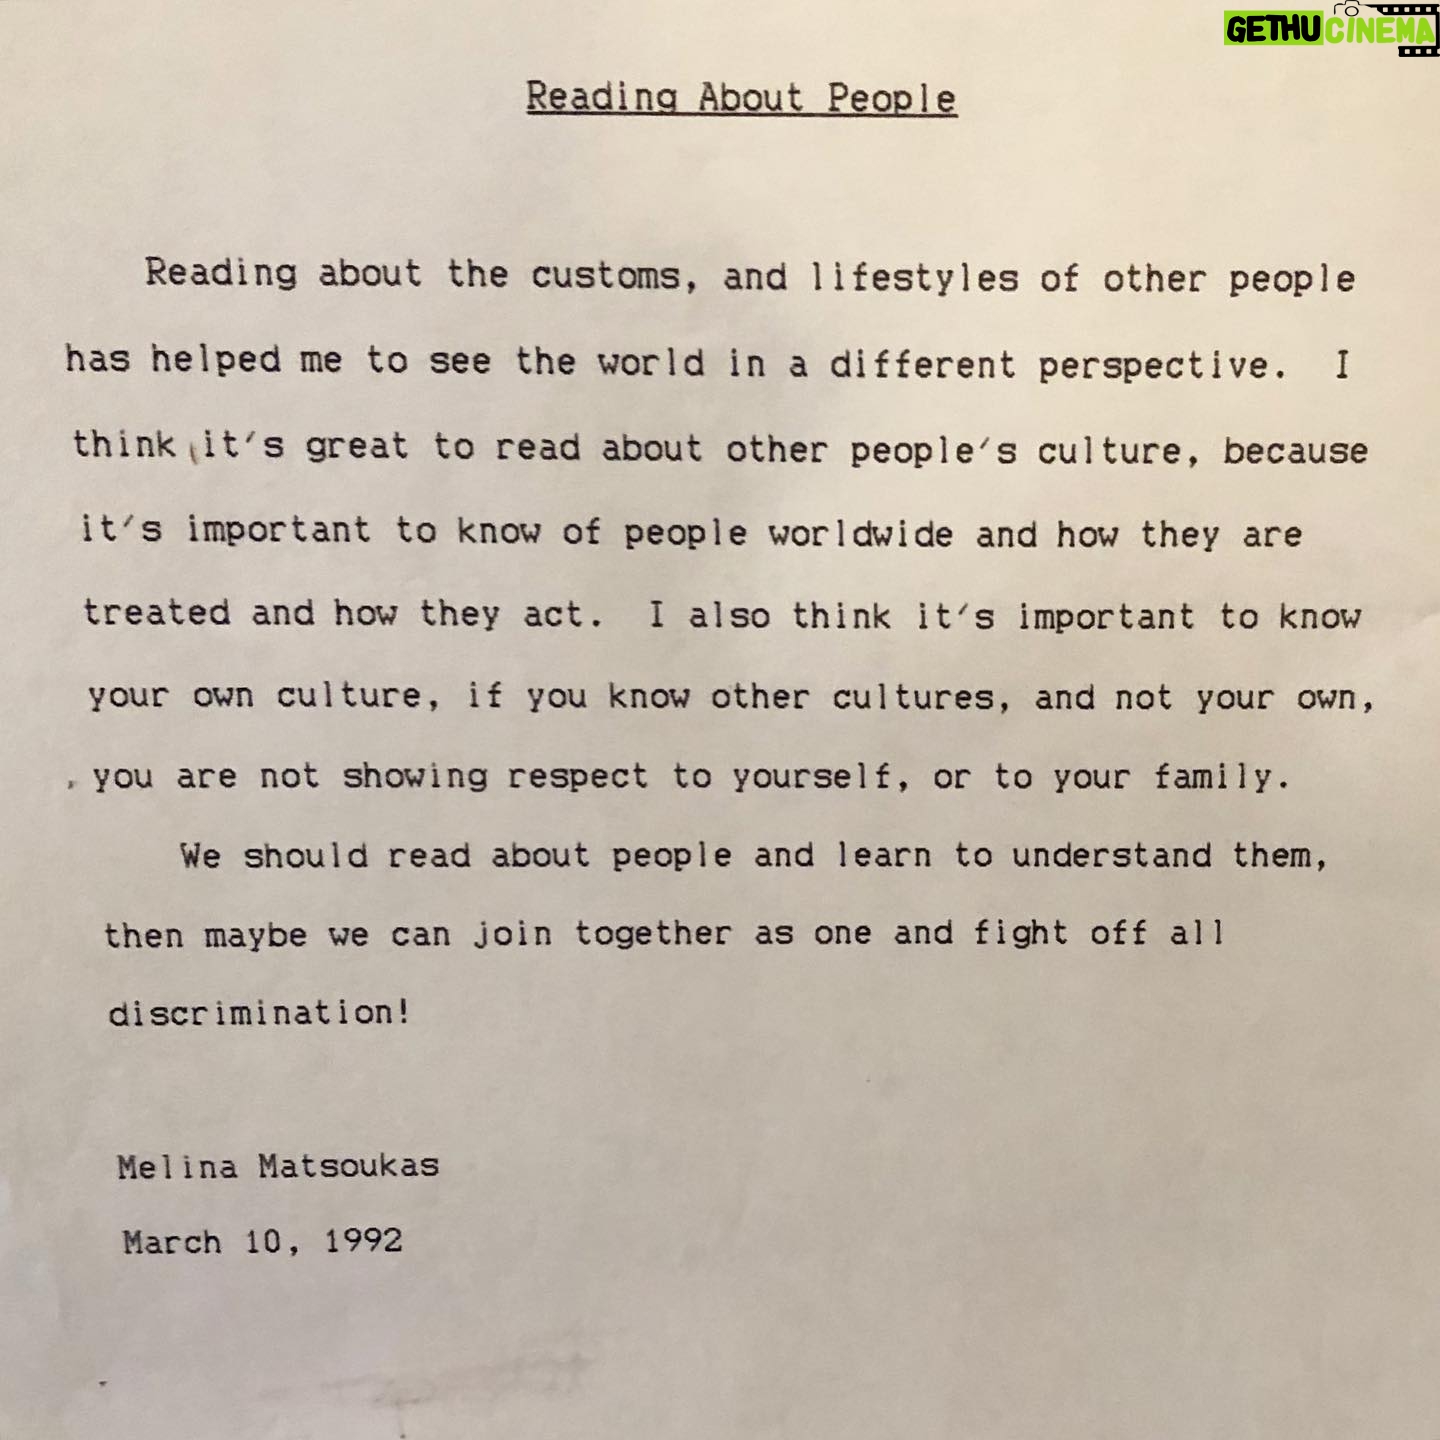 GETHUCINEMA
Reading About People
Reading about the customs, and lifestyles of other people
has helped me to see the world in a different perspective.  I
think it's great to read about other people's culture, because
it's important to know of people worldwide and how they are
treated and how they act.  I also think it's important to know
your own culture, if you know other cultures, and not your own,
you are not showing respect to yourself, or to your family.
We should read about people and learn to understand them,
then maybe we can join together as one and fight off all
discrimination!
Melina Matsoukas
March 10, 1992